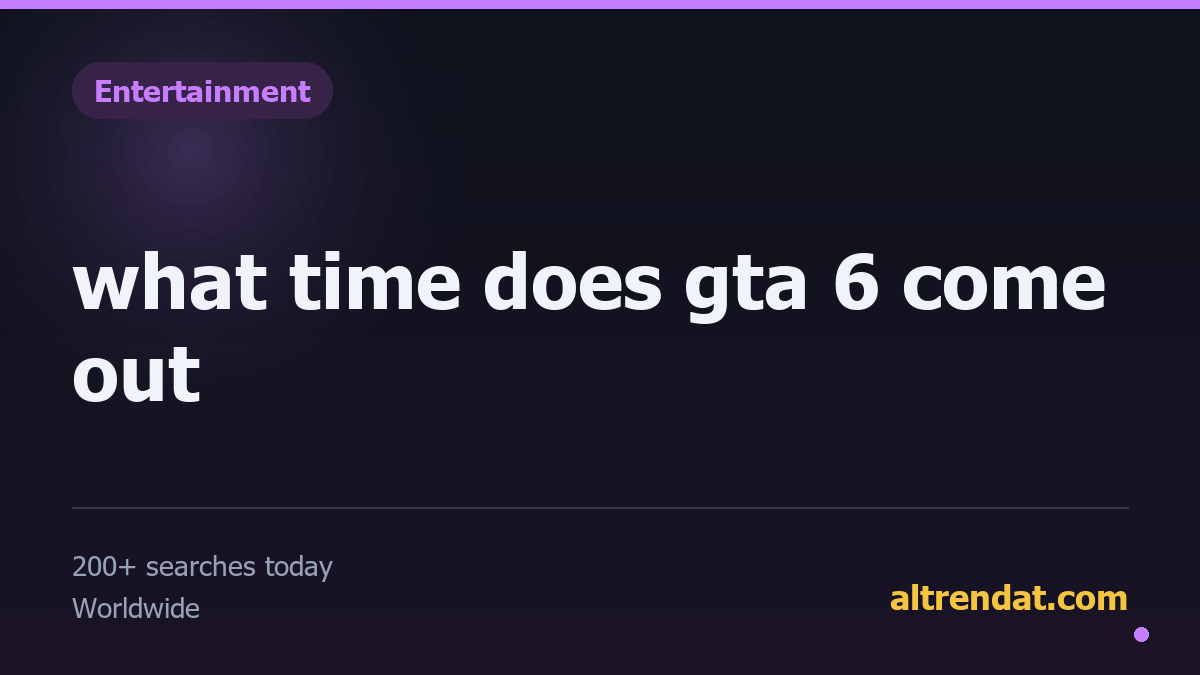 Entertainment
what time does gta 6 come
out
200+ searches today
Worldwide
altrendat.com